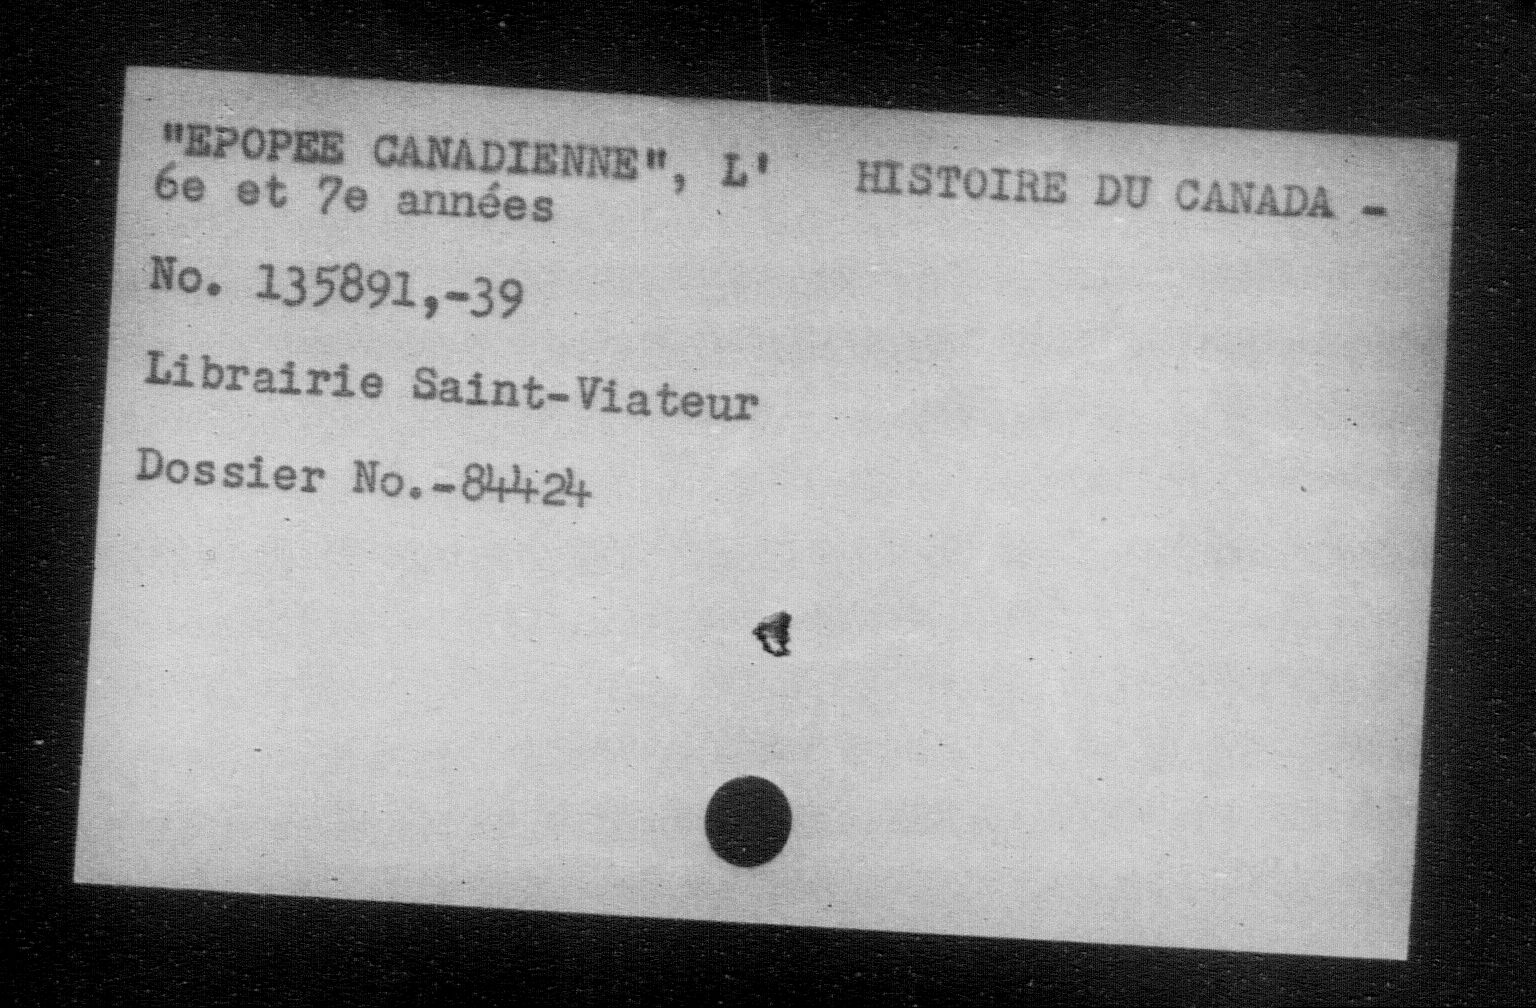 "EPOPEE CANADIENNE", L' HISTOIRE DU CANADA -
6e et 7e années
No. 135891,-39
Librairie Saint-Viateur
Dossier No.-84424